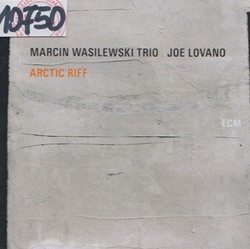 10750
MARCIN WASILEWSKI TRIO JOE LOVANO
ARCTIC RIFF
ECM